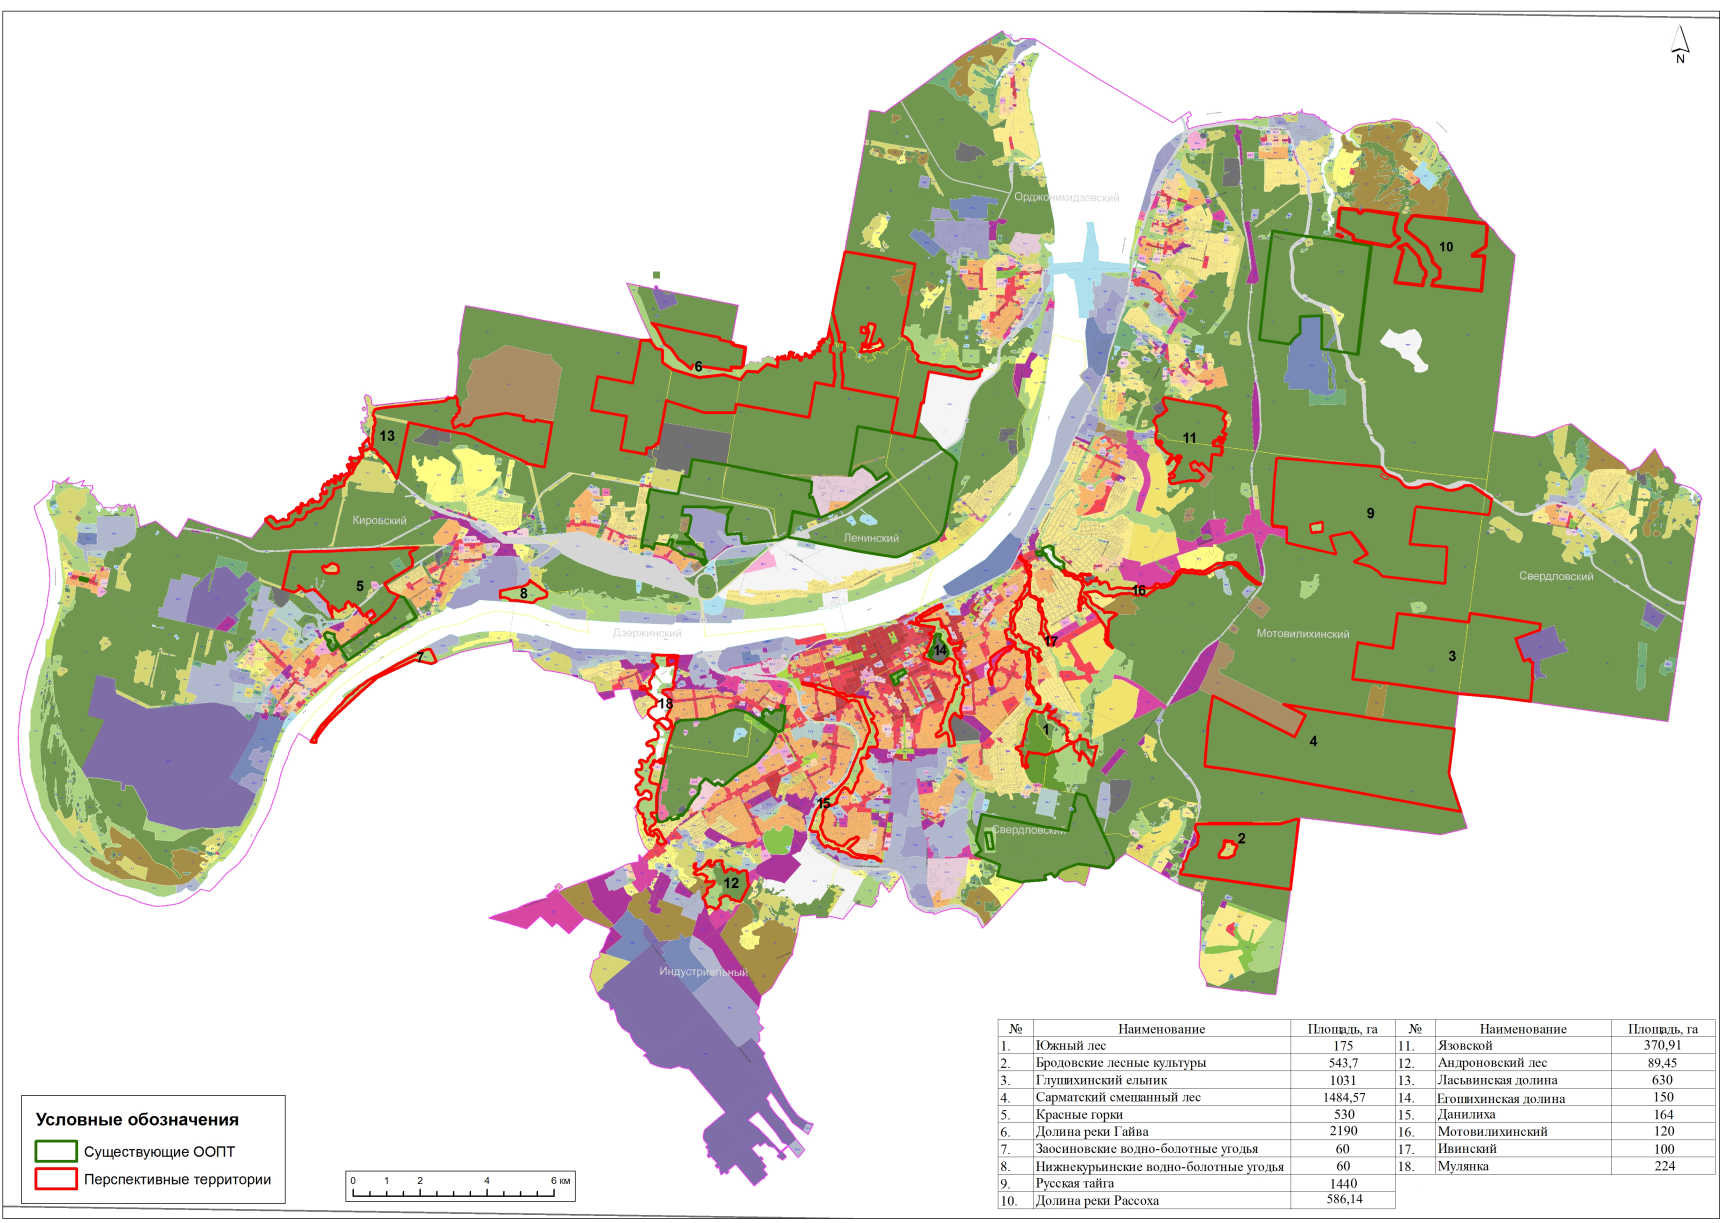 N
Орджоникидзевский
10
6
11
13
9
Кировский
Ленинский
Свердловский
5
8
16
Дзержинский
Мотовилихинский
17
14
3
7
18
1
4
15
Свердловский
2
12
Индустриальный
№ Наименование Площадь, га № Наименование Площадь, га
1. Южный лес 175 11. Язовской 370,91
2. Бродовские лесные культуры 543,7 12. Андроновский лес 89,45
3. Глушихинский ельник 1031 13. Ласьвинская долина 630
4. Сарматский смешанный лес 1484,57 14. Егошихинская долина 150
5. Красные горки 530 15. Данилиха 164
6. Долина реки Гайва 2190 16. Мотовилихинский 120
7. Заосиновские водно-болотные угодья 60 17. Ивинский 100
8. Нижнекурьинские водно-болотные угодья 60 18. Мулянка 224
9. Русская тайга 1440
10. Долина реки Рассоха 586,14
Условные обозначения
Существующие ООПТ
Перспективные территории
0 1 2 4 6 км